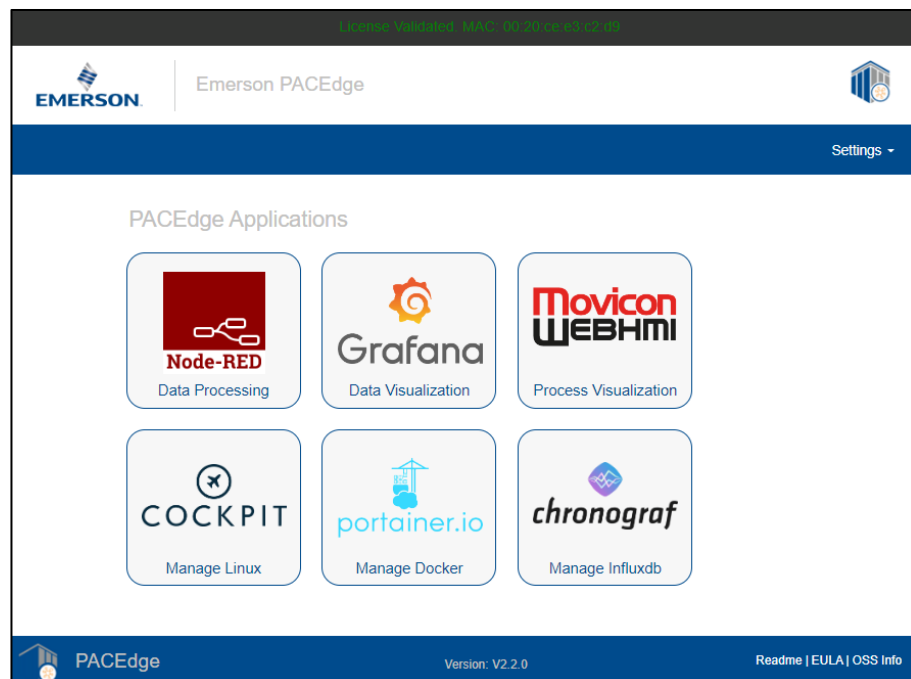 License Validated. MAC: 00:20:ce:e3:c2:d9
EMERSON.
Emerson PACEdge
Settings
PACEdge Applications
Node-RED
Data Processing
Grafana
Data Visualization
Movicon
WEBHMI
Process Visualization
COCKPIT
Manage Linux
portainer.io
Manage Docker
chronograf
Manage Influxdb
PACEdge
Version: V2.2.0
Readme | EULA | OSS Info